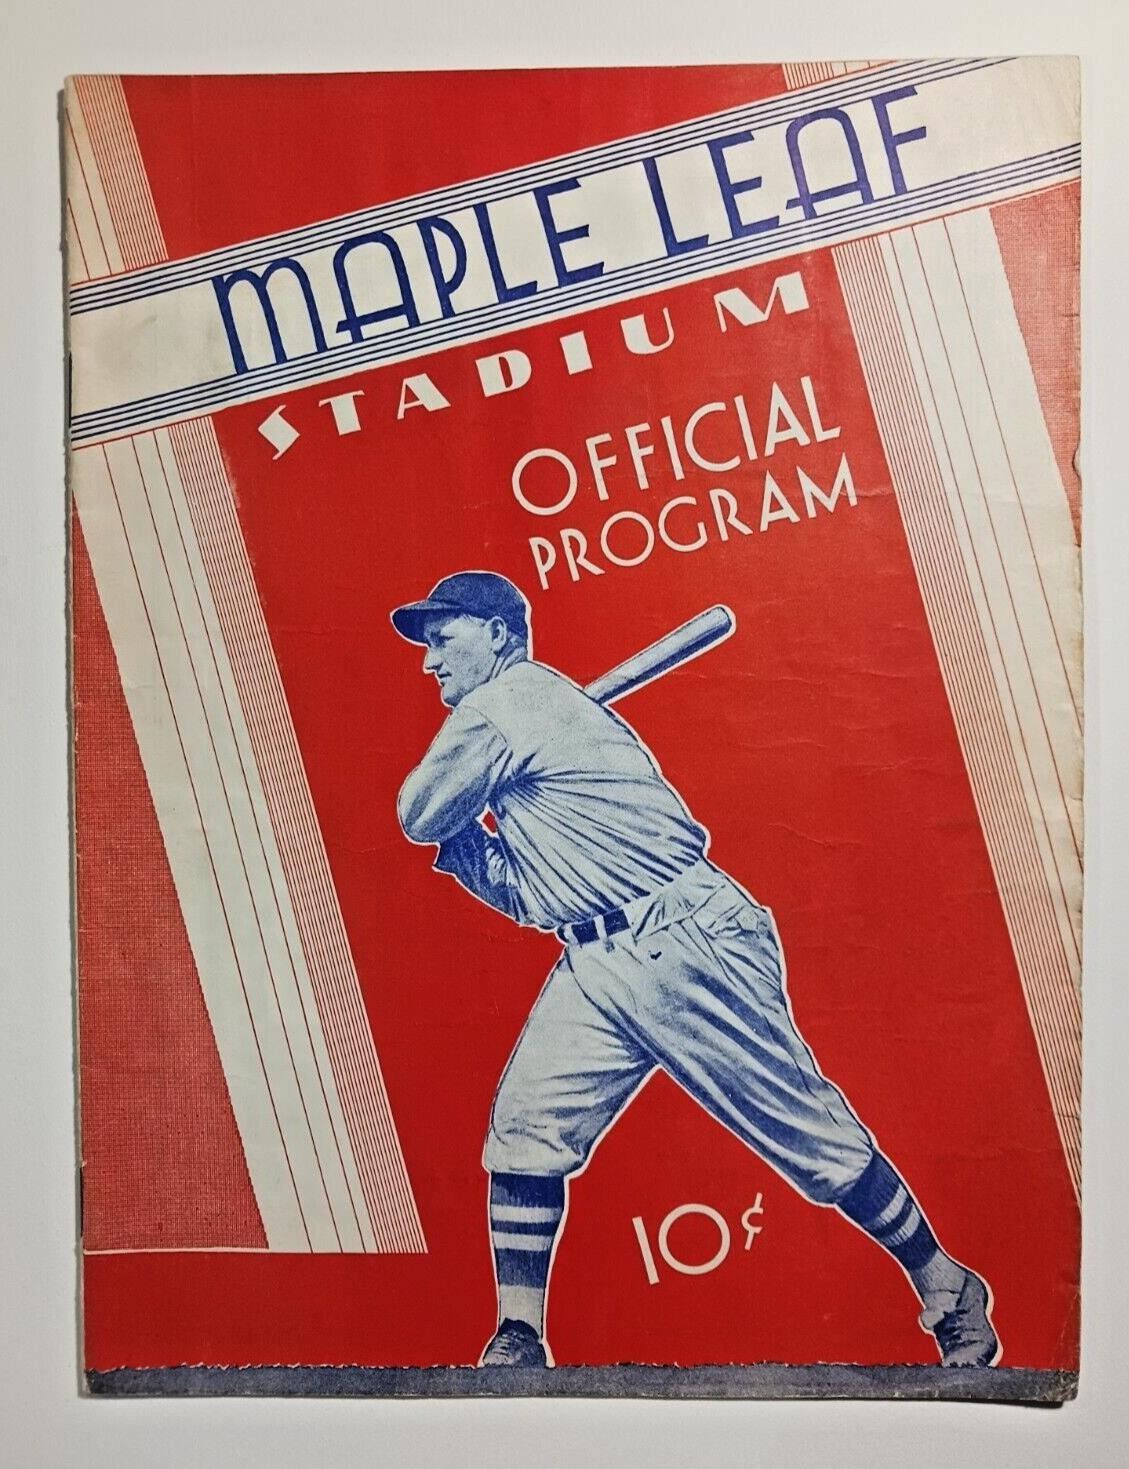 MAPLE LEAF
STADIUM
OFFICIAL
PROGRAM
10¢